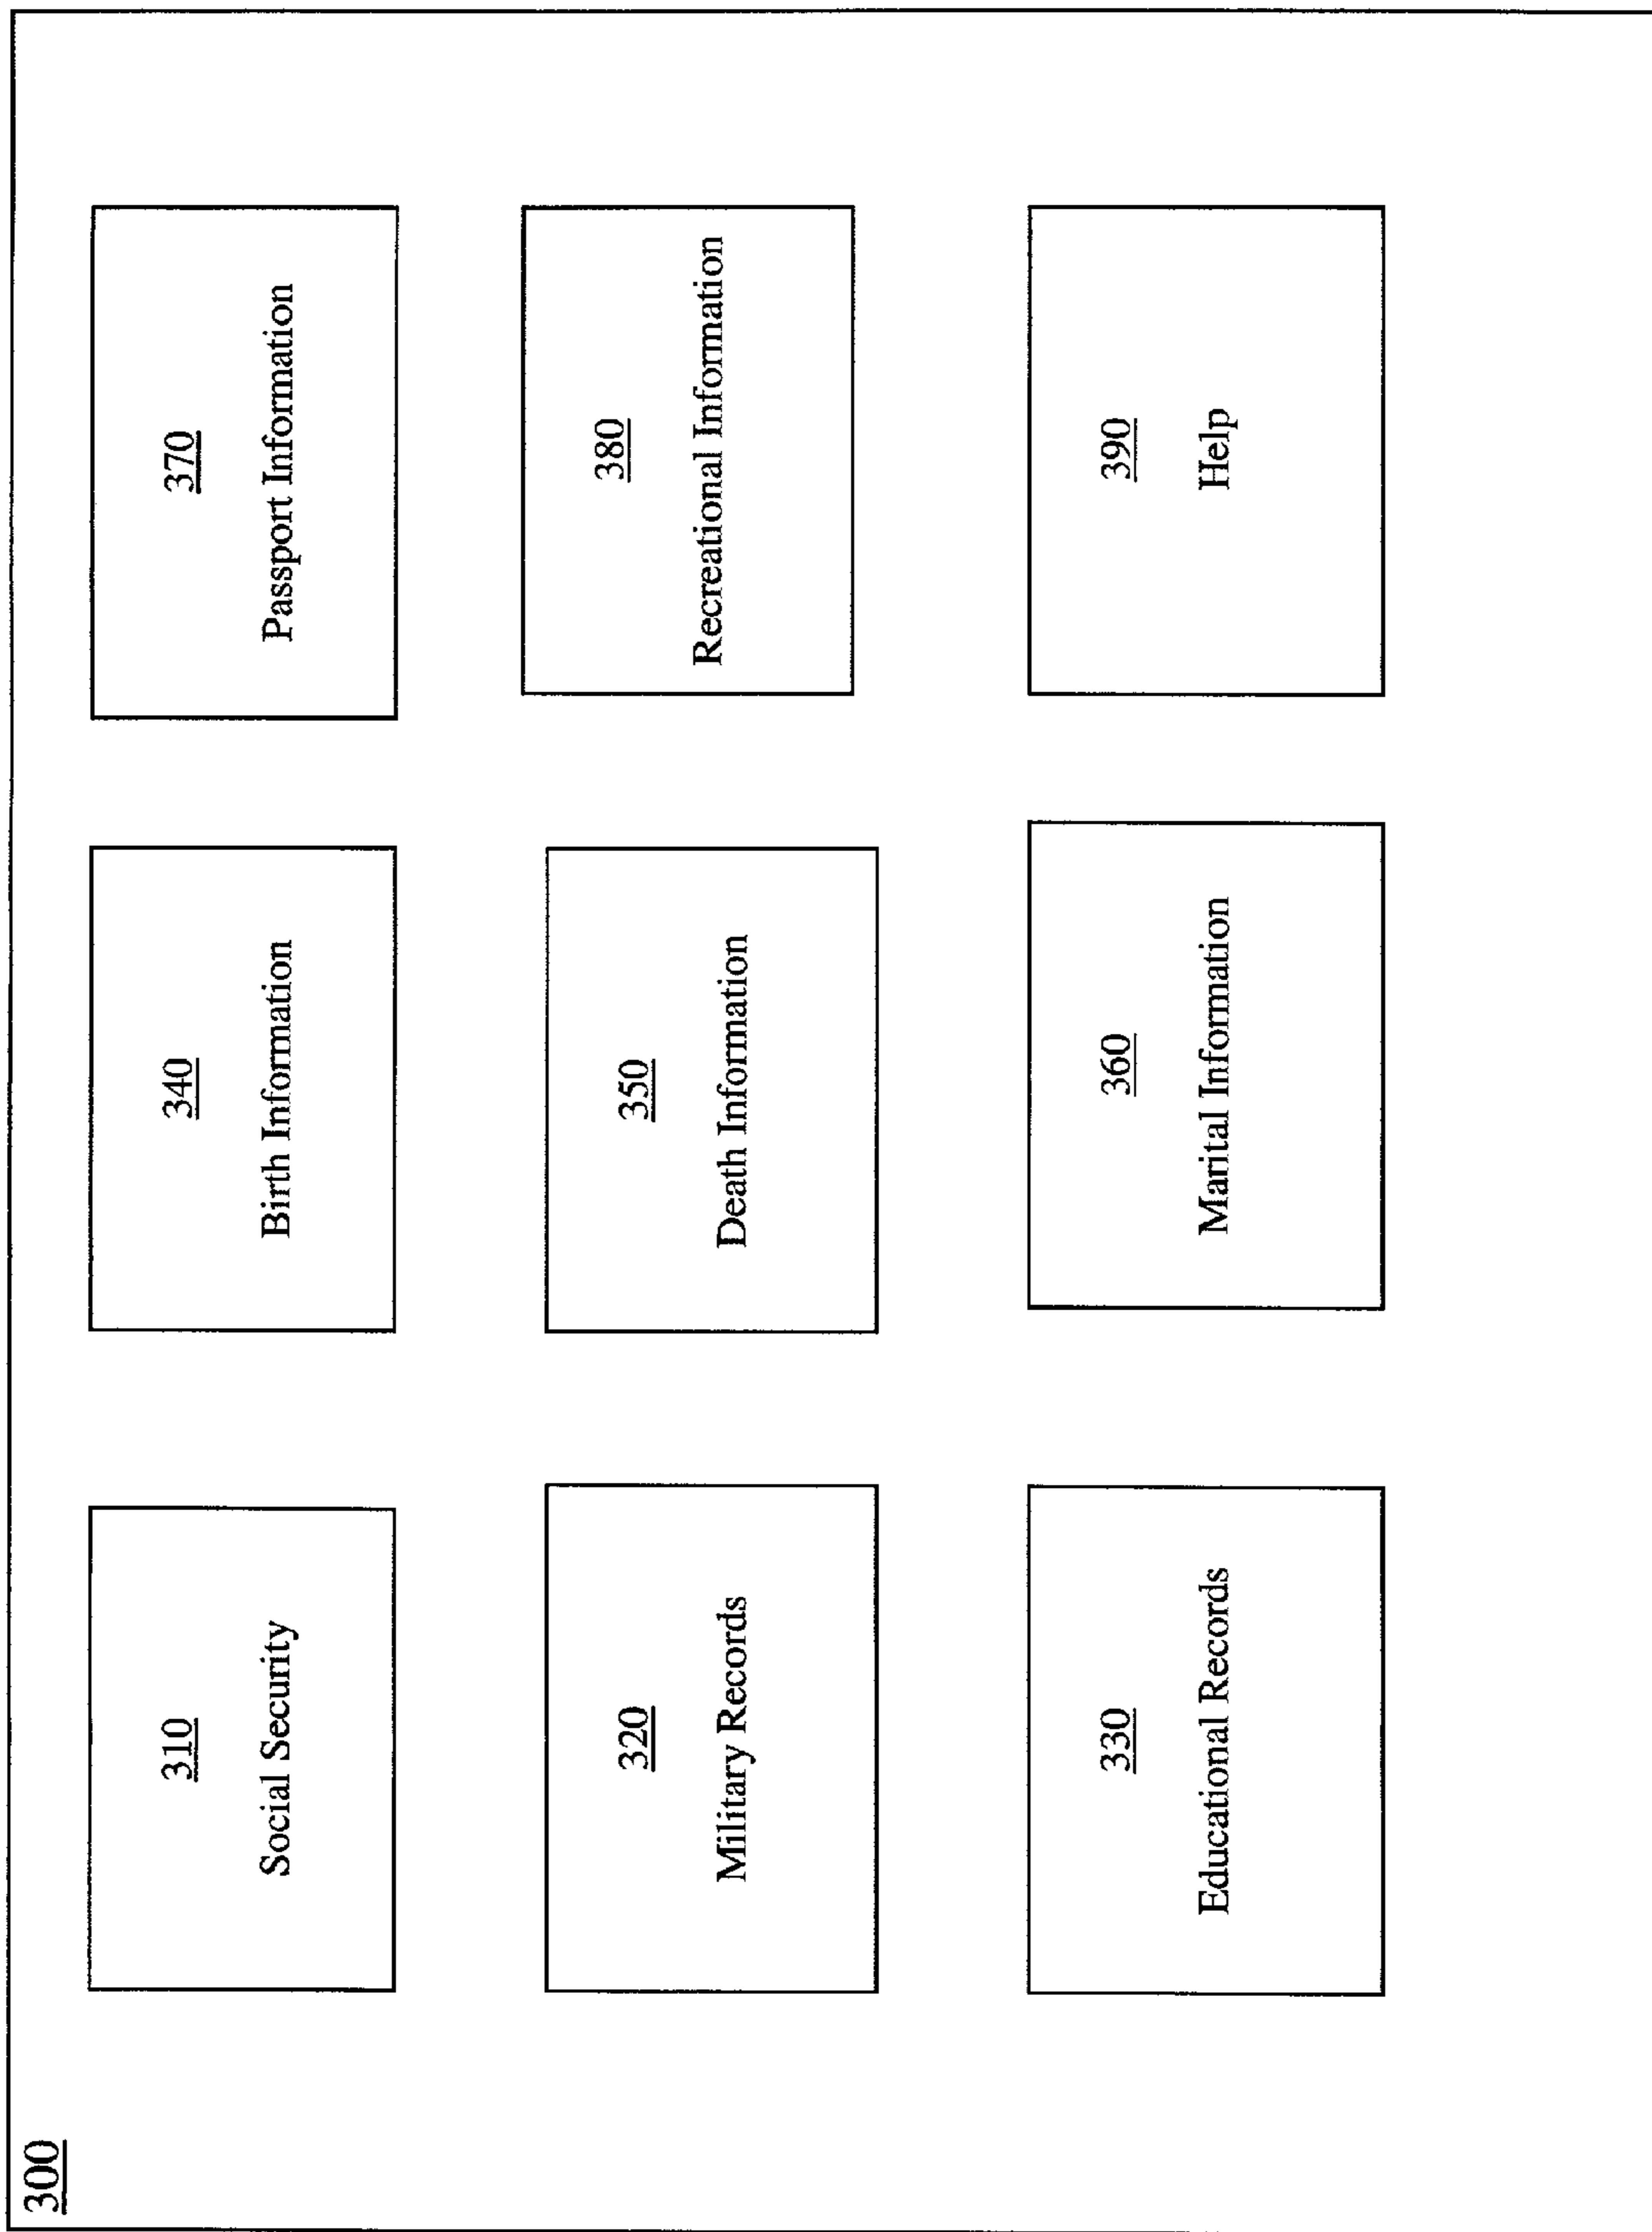 300
310
Social Security
340
Birth Information
370
Passport Information
320
Military Records
350
Death Information
380
Recreational Information
330
Educational Records
360
Marital Information
390
Help